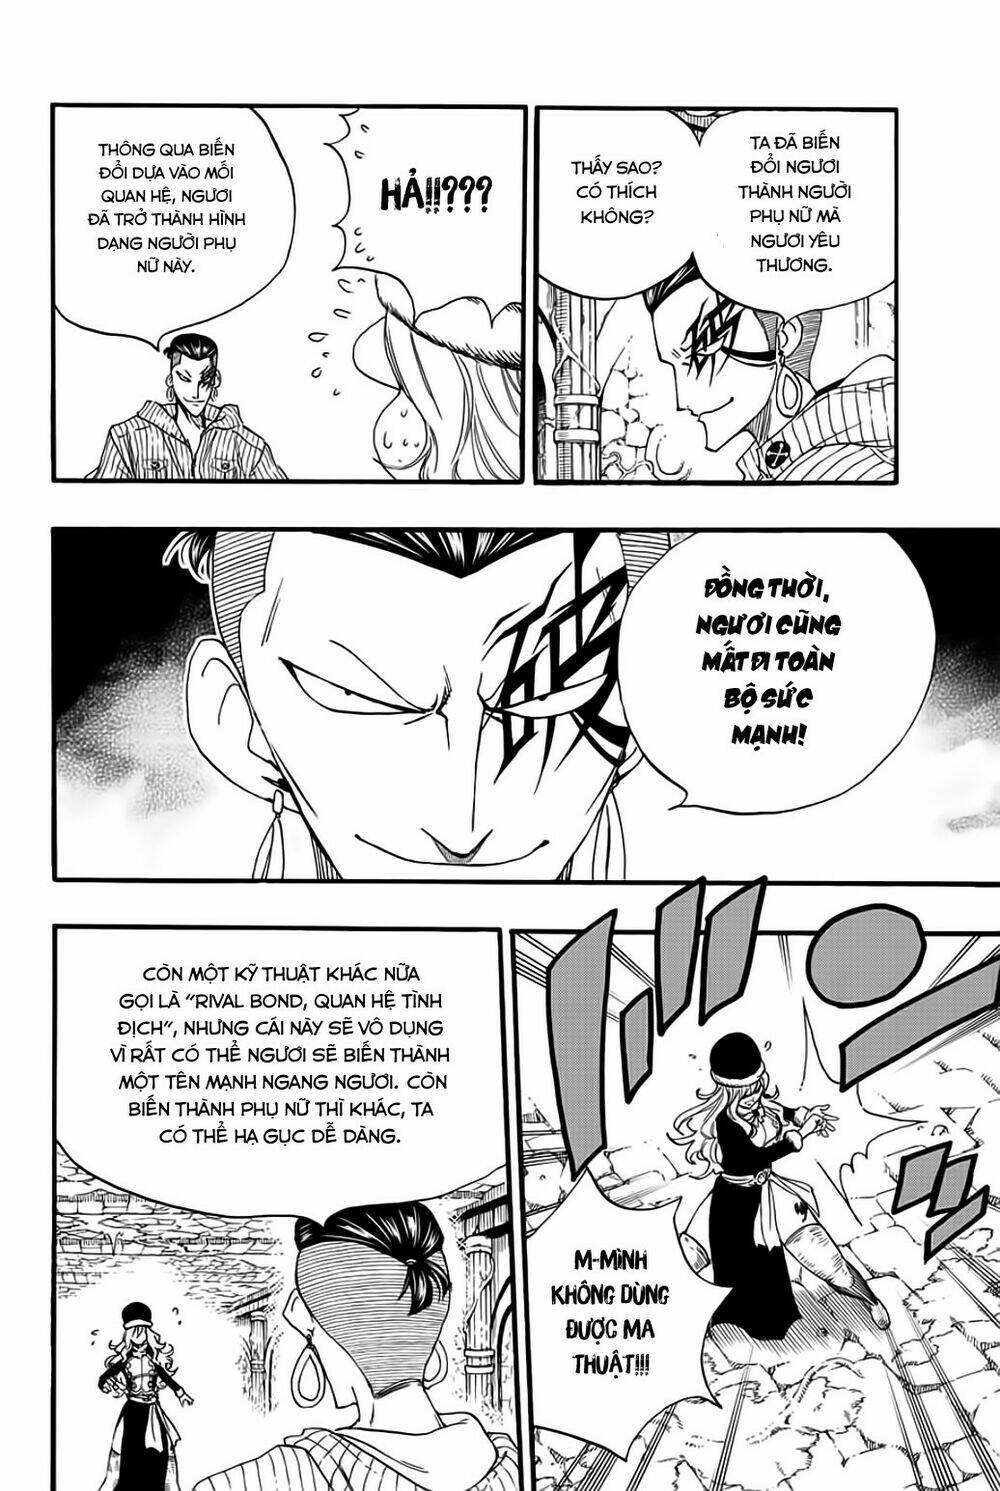 TA ĐÃ BIẾN
ĐỔI NGƯƠI
THÀNH NGƯỜI
PHỤ NỮ MÀ
NGƯƠI YÊU
THƯƠNG.
THẤY SAO?
CÓ THÍCH
KHÔNG?
HẢ!!???
THÔNG QUA BIẾN
ĐỔI DỰA VÀO MỐI
QUAN HỆ, NGƯƠI
ĐÃ TRỞ THÀNH HÌNH
DẠNG NGƯỜI PHỤ
NỮ NÀY.
ĐỒNG THỜI,
NGƯƠI CŨNG
MẤT ĐI TOÀN
BỘ SỨC
MẠNH!
M-MÌNH
KHÔNG DÙNG
ĐƯỢC MA
THUẬT!!!
CÒN MỘT KỸ THUẬT KHÁC NỮA
GỌI LÀ "RIVAL BOND, QUAN HỆ TÌNH
ĐỊCH", NHƯNG CÁI NÀY SẼ VÔ DỤNG
VÌ RẤT CÓ THỂ NGƯƠI SẼ BIẾN THÀNH
MỘT TÊN MẠNH NGANG NGƯƠI. CÒN
BIẾN THÀNH PHỤ NỮ THÌ KHÁC, TA
CÓ THỂ HẠ GỤC DỄ DÀNG.